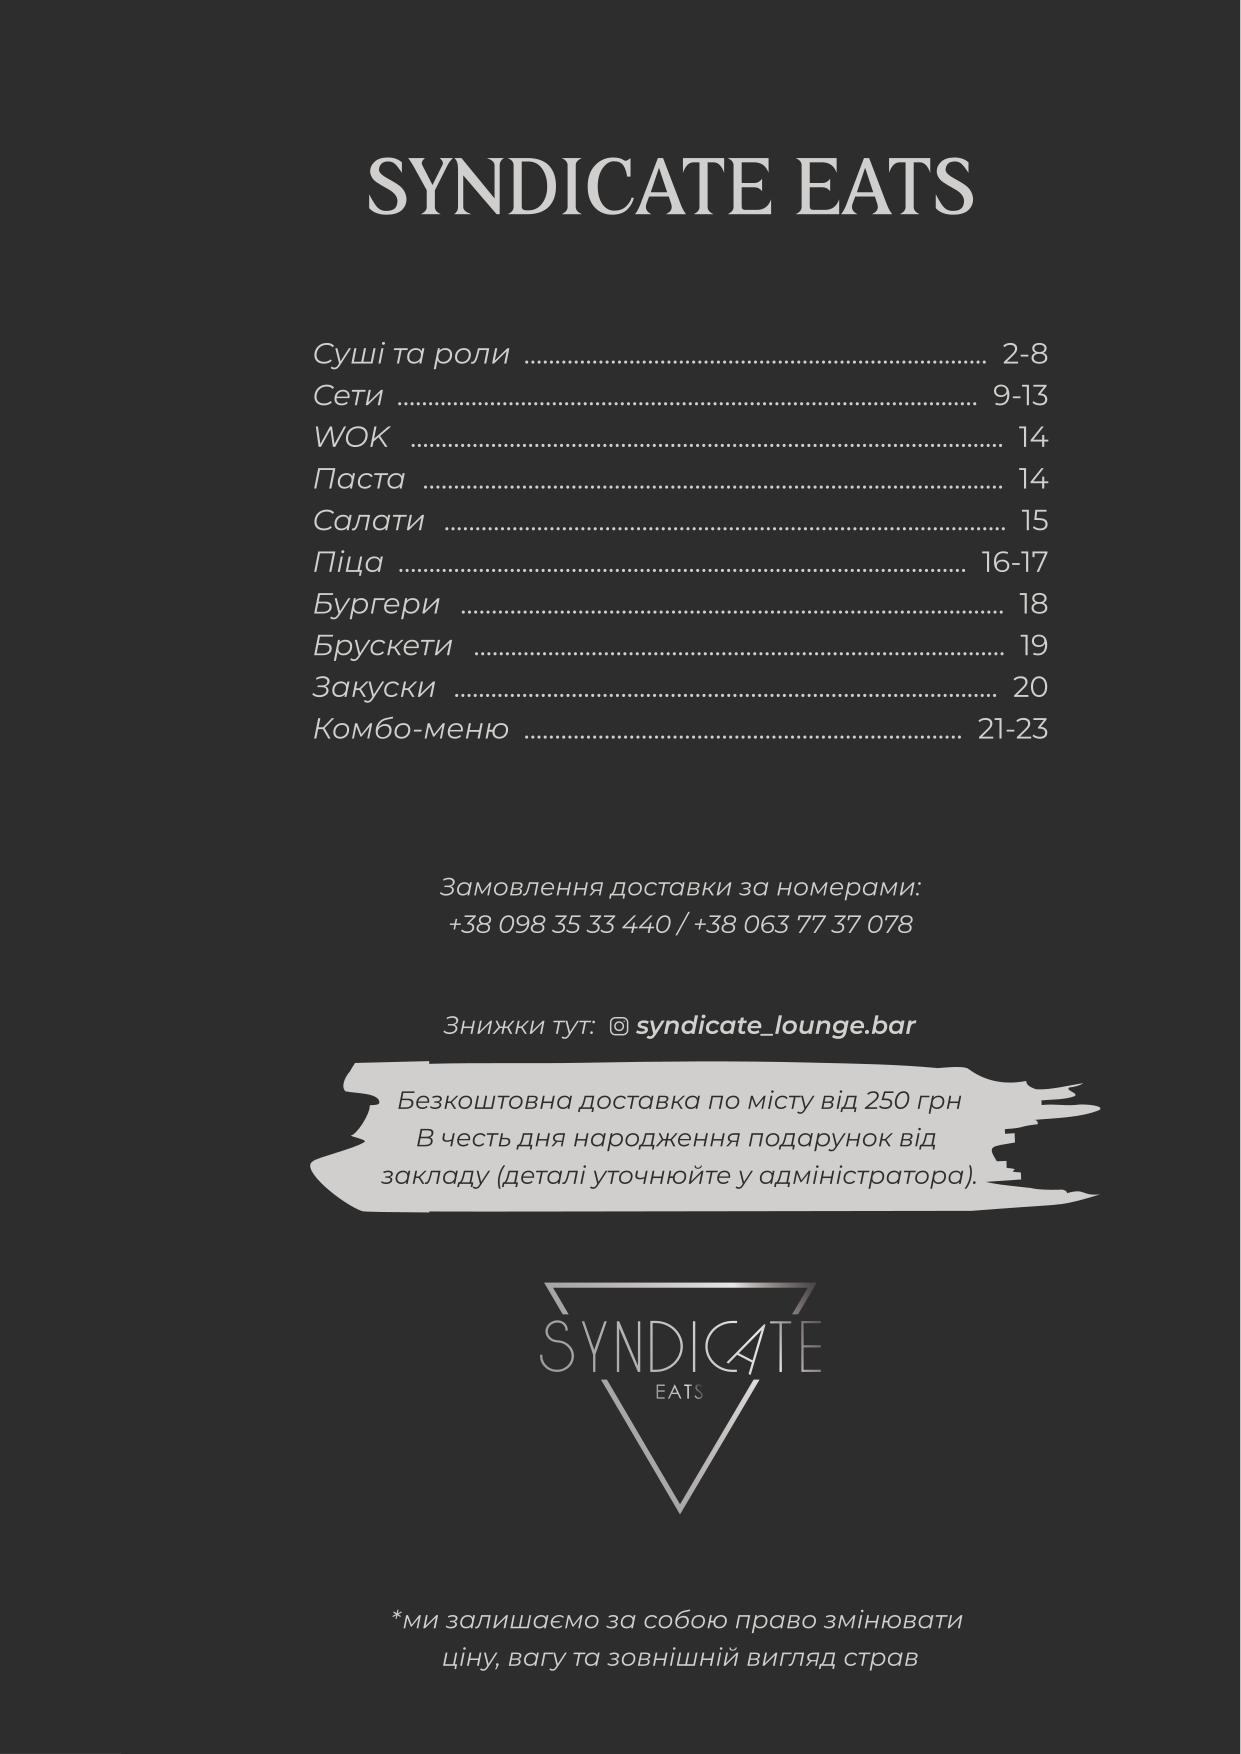 SYNDICATE EATS
Суші та роли ........................ 2-8
Сети ........................ 9-13
WOK ........................ 14
Паста ........................ 14
Салати ........................ 15
Піца ........................ 16-17
Бургери ........................ 18
Брускети ........................ 19
Закуски ........................ 20
Комбо-меню ........................ 21-23
Замовлення доставки за номерами:
+38 098 35 33 440 / +38 063 77 37 078
Знижки тут: syndicate_lounge.bar
Безкоштовна доставка по місту від 250 грн
В честь дня народження подарунок від
закладу (деталі уточнюйте у адміністратора).
SYNDICATE
EATS
*ми залишаємо за собою право змінювати
ціну, вагу та зовнішній вигляд страв